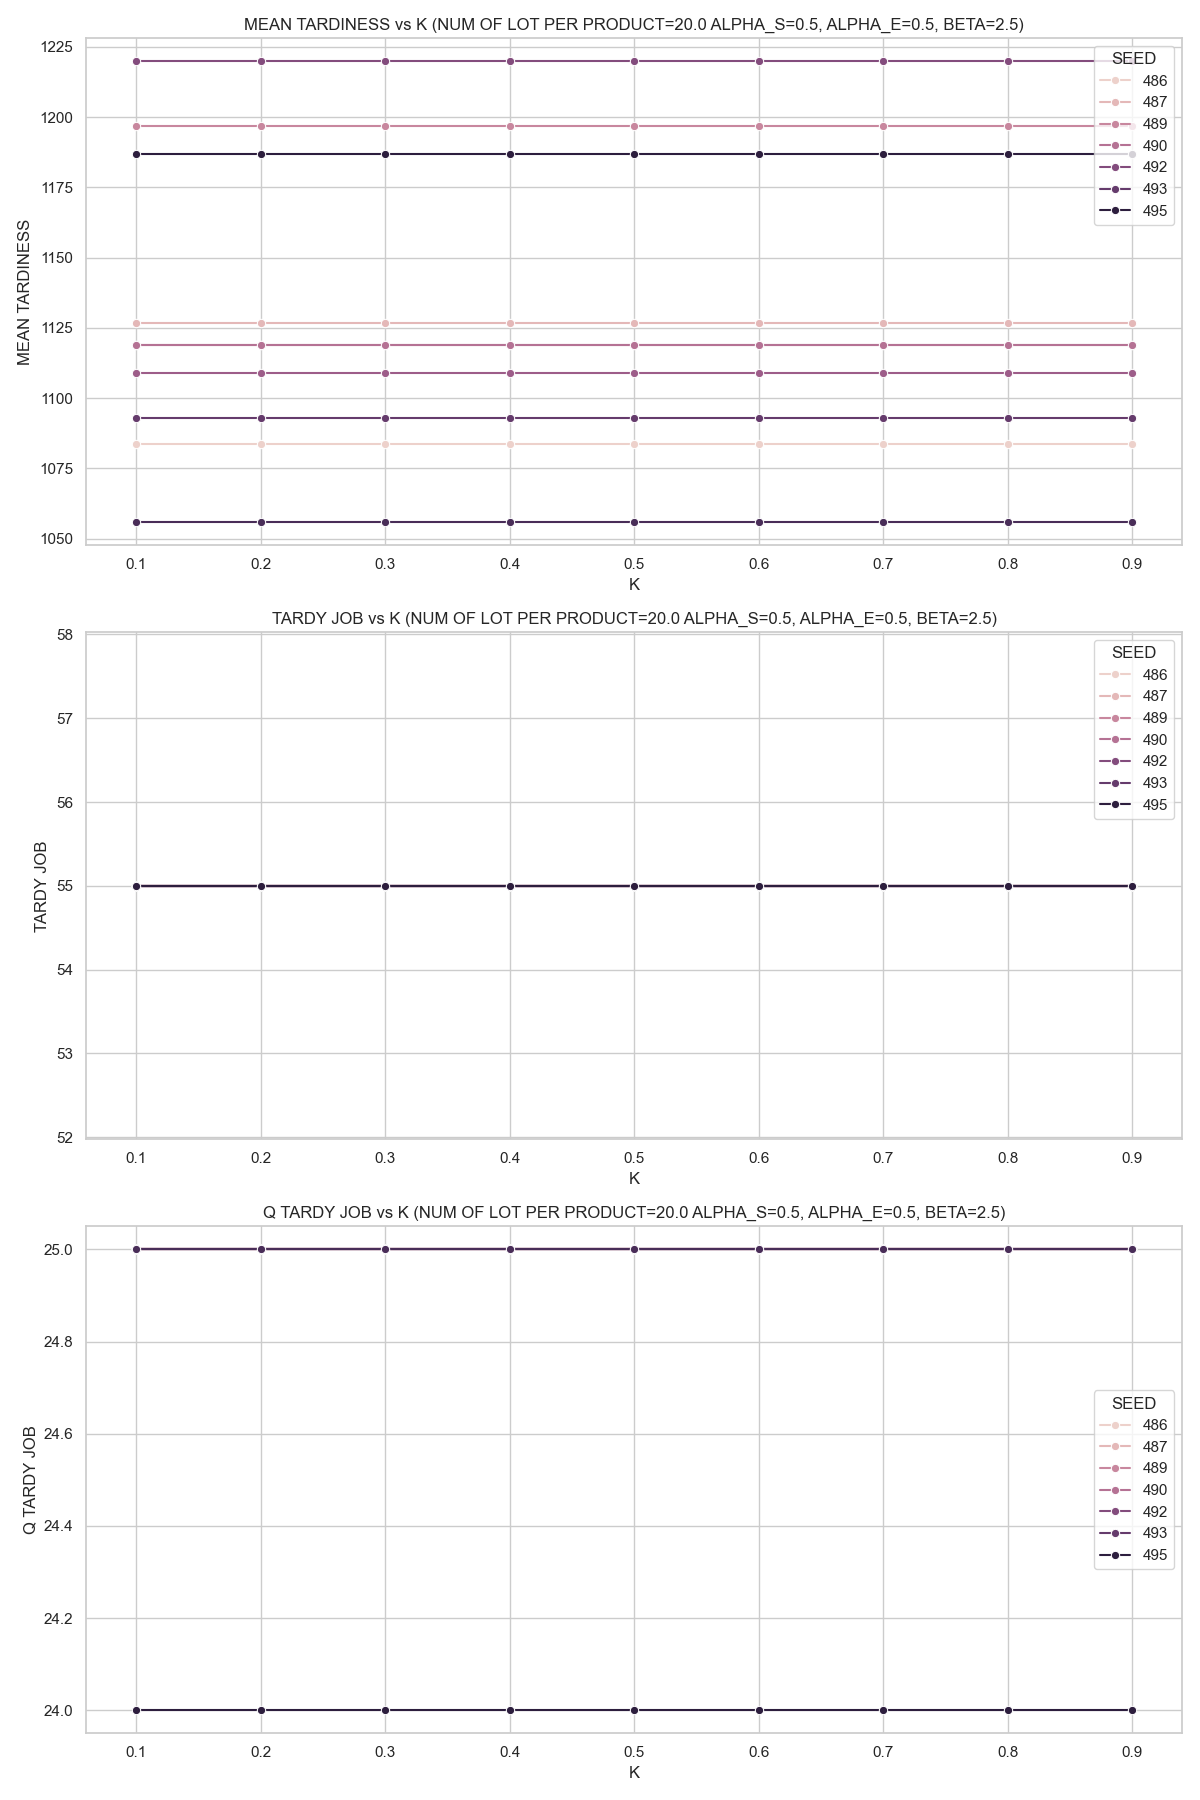 MEAN TARDINESS vs K (NUM OF LOT PER PRODUCT=20.0 ALPHA_S=0.5, ALPHA_E=0.5, BETA=2.5)
MEAN TARDINESS
1225
1200
1175
1150
1125
1100
1075
1050
SEED
486
487
489
490
492
493
495
0.1 0.2 0.3 0.4 0.5 0.6 0.7 0.8 0.9
K
TARDY JOB vs K (NUM OF LOT PER PRODUCT=20.0 ALPHA_S=0.5, ALPHA_E=0.5, BETA=2.5)
TARDY JOB
58
57
56
55
54
53
52
SEED
486
487
489
490
492
493
495
0.1 0.2 0.3 0.4 0.5 0.6 0.7 0.8 0.9
K
Q TARDY JOB vs K (NUM OF LOT PER PRODUCT=20.0 ALPHA_S=0.5, ALPHA_E=0.5, BETA=2.5)
Q TARDY JOB
25.0
24.8
24.6
24.4
24.2
24.0
SEED
486
487
489
490
492
493
495
0.1 0.2 0.3 0.4 0.5 0.6 0.7 0.8 0.9
K